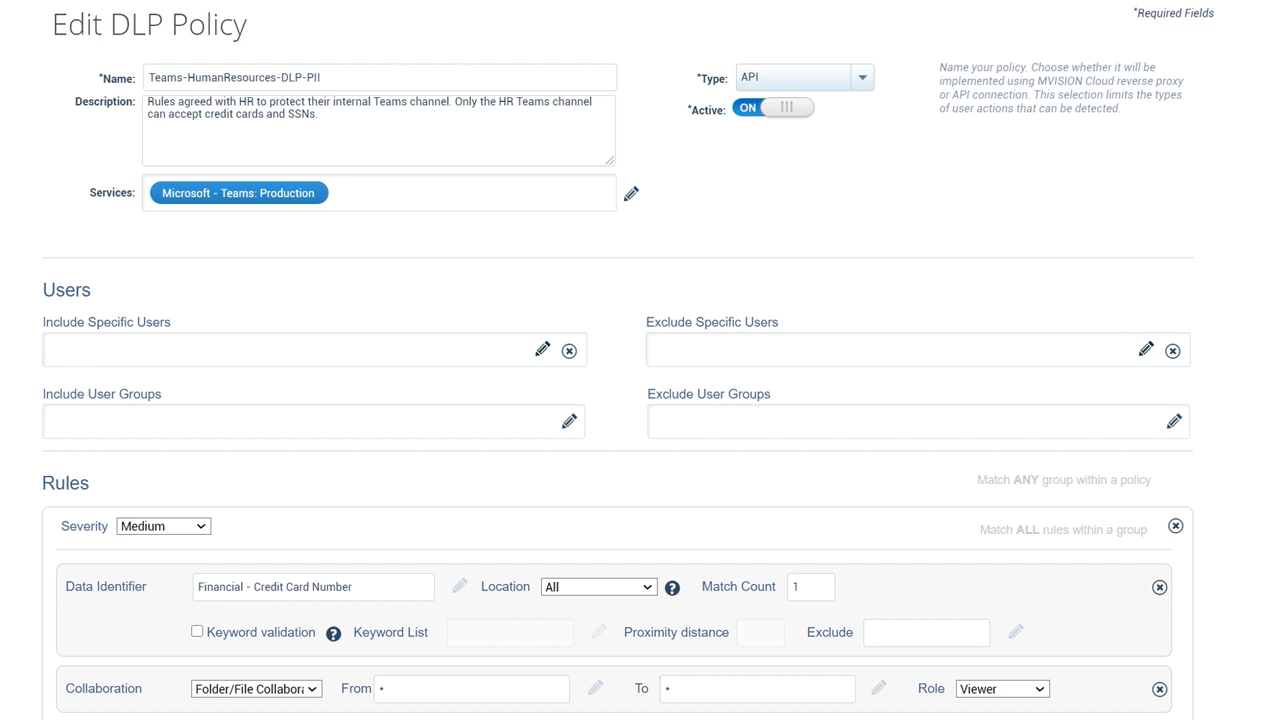 Edit DLP Policy
*Required Fields
*Name: Teams-HumanResources-DLP-PII
*Type: API
Name your policy. Choose whether it will be
implemented using MVISION Cloud reverse proxy
or API connection. This selection limits the types
of user actions that can be detected.
Description: Rules agreed with HR to protect their internal Teams channel. Only the HR Teams channel
can accept credit cards and SSNs.
*Active: ON
Services: Microsoft - Teams: Production
Users
Include Specific Users
Exclude Specific Users
Include User Groups
Exclude User Groups
Rules
Match ANY group within a policy
Severity Medium
Match ALL rules within a group
Data Identifier Financial - Credit Card Number Location All ? Match Count 1
Keyword validation ? Keyword List Proximity distance Exclude
Collaboration Folder/File Collabora From * To * Role Viewer